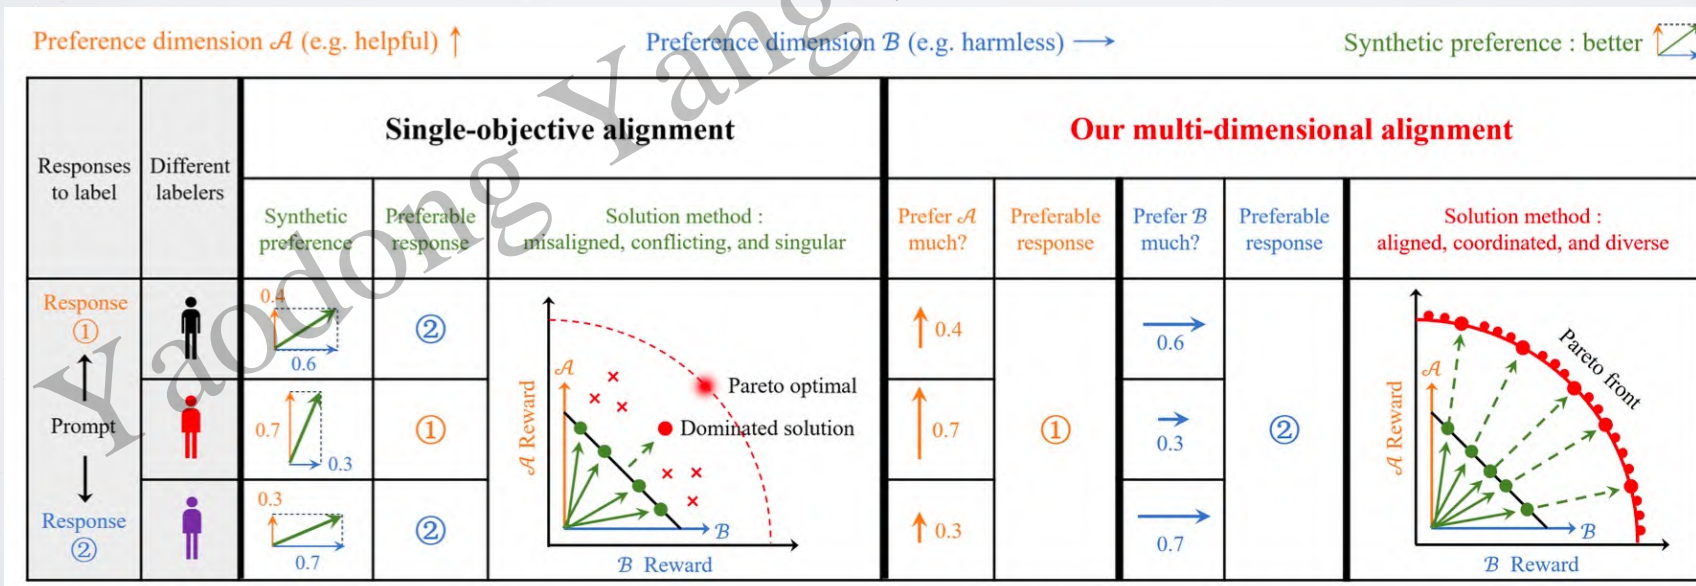 Preference dimension 𝒜 (e.g. helpful) ↑
Preference dimension ℬ (e.g. harmless) →
Synthetic preference : better
Responses to label
Different labelers
Single-objective alignment
Our multi-dimensional alignment
Synthetic preference
Preferable response
Solution method :
misaligned, conflicting, and singular
Prefer 𝒜 much?
Preferable response
Prefer ℬ much?
Preferable response
Solution method :
aligned, coordinated, and diverse
Response
①
Prompt
Response
②
0.4
0.6
②
0.7
0.3
①
0.3
0.7
②
𝒜 Reward
𝒜
Pareto optimal
Dominated solution
ℬ
ℬ Reward
0.4
0.7
0.3
①
0.6
0.3
0.7
②
𝒜 Reward
𝒜
Pareto front
ℬ
ℬ Reward
Yaodong Yang